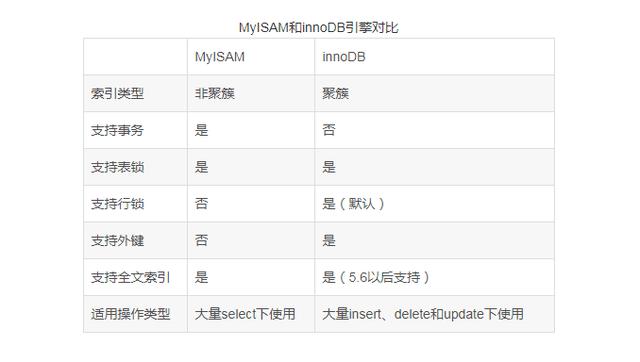 MyISAM和innoDB引擎对比
MyISAM innoDB
索引类型 非聚簇 聚簇
支持事务 是 否
支持表锁 是 是
支持行锁 否 是（默认）
支持外键 否 是
支持全文索引 是 是（5.6以后支持）
适用操作类型 大量select下使用 大量insert、delete和update下使用